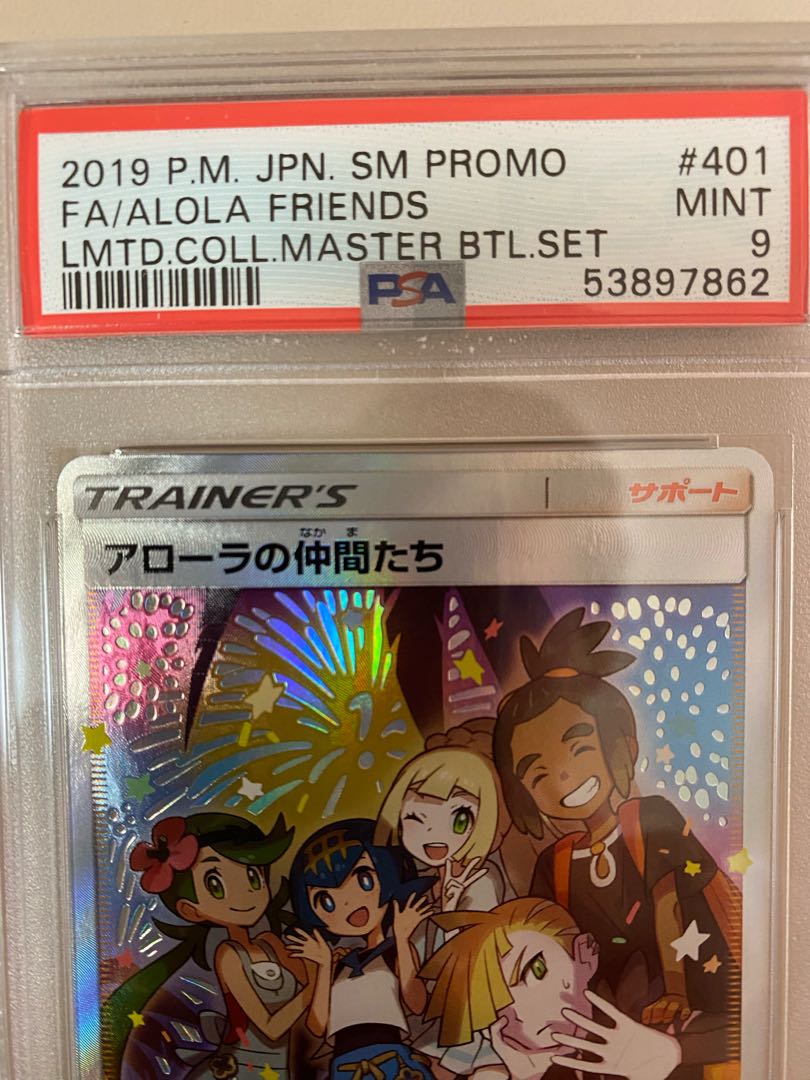 2019 P.M. JPN. SM PROMO #401
FA/ALOLA FRIENDS MINT
LMTD.COLL.MASTER BTL.SET 9
PSA 53897862
TRAINER'S サポート
なかま
アローラの仲間たち